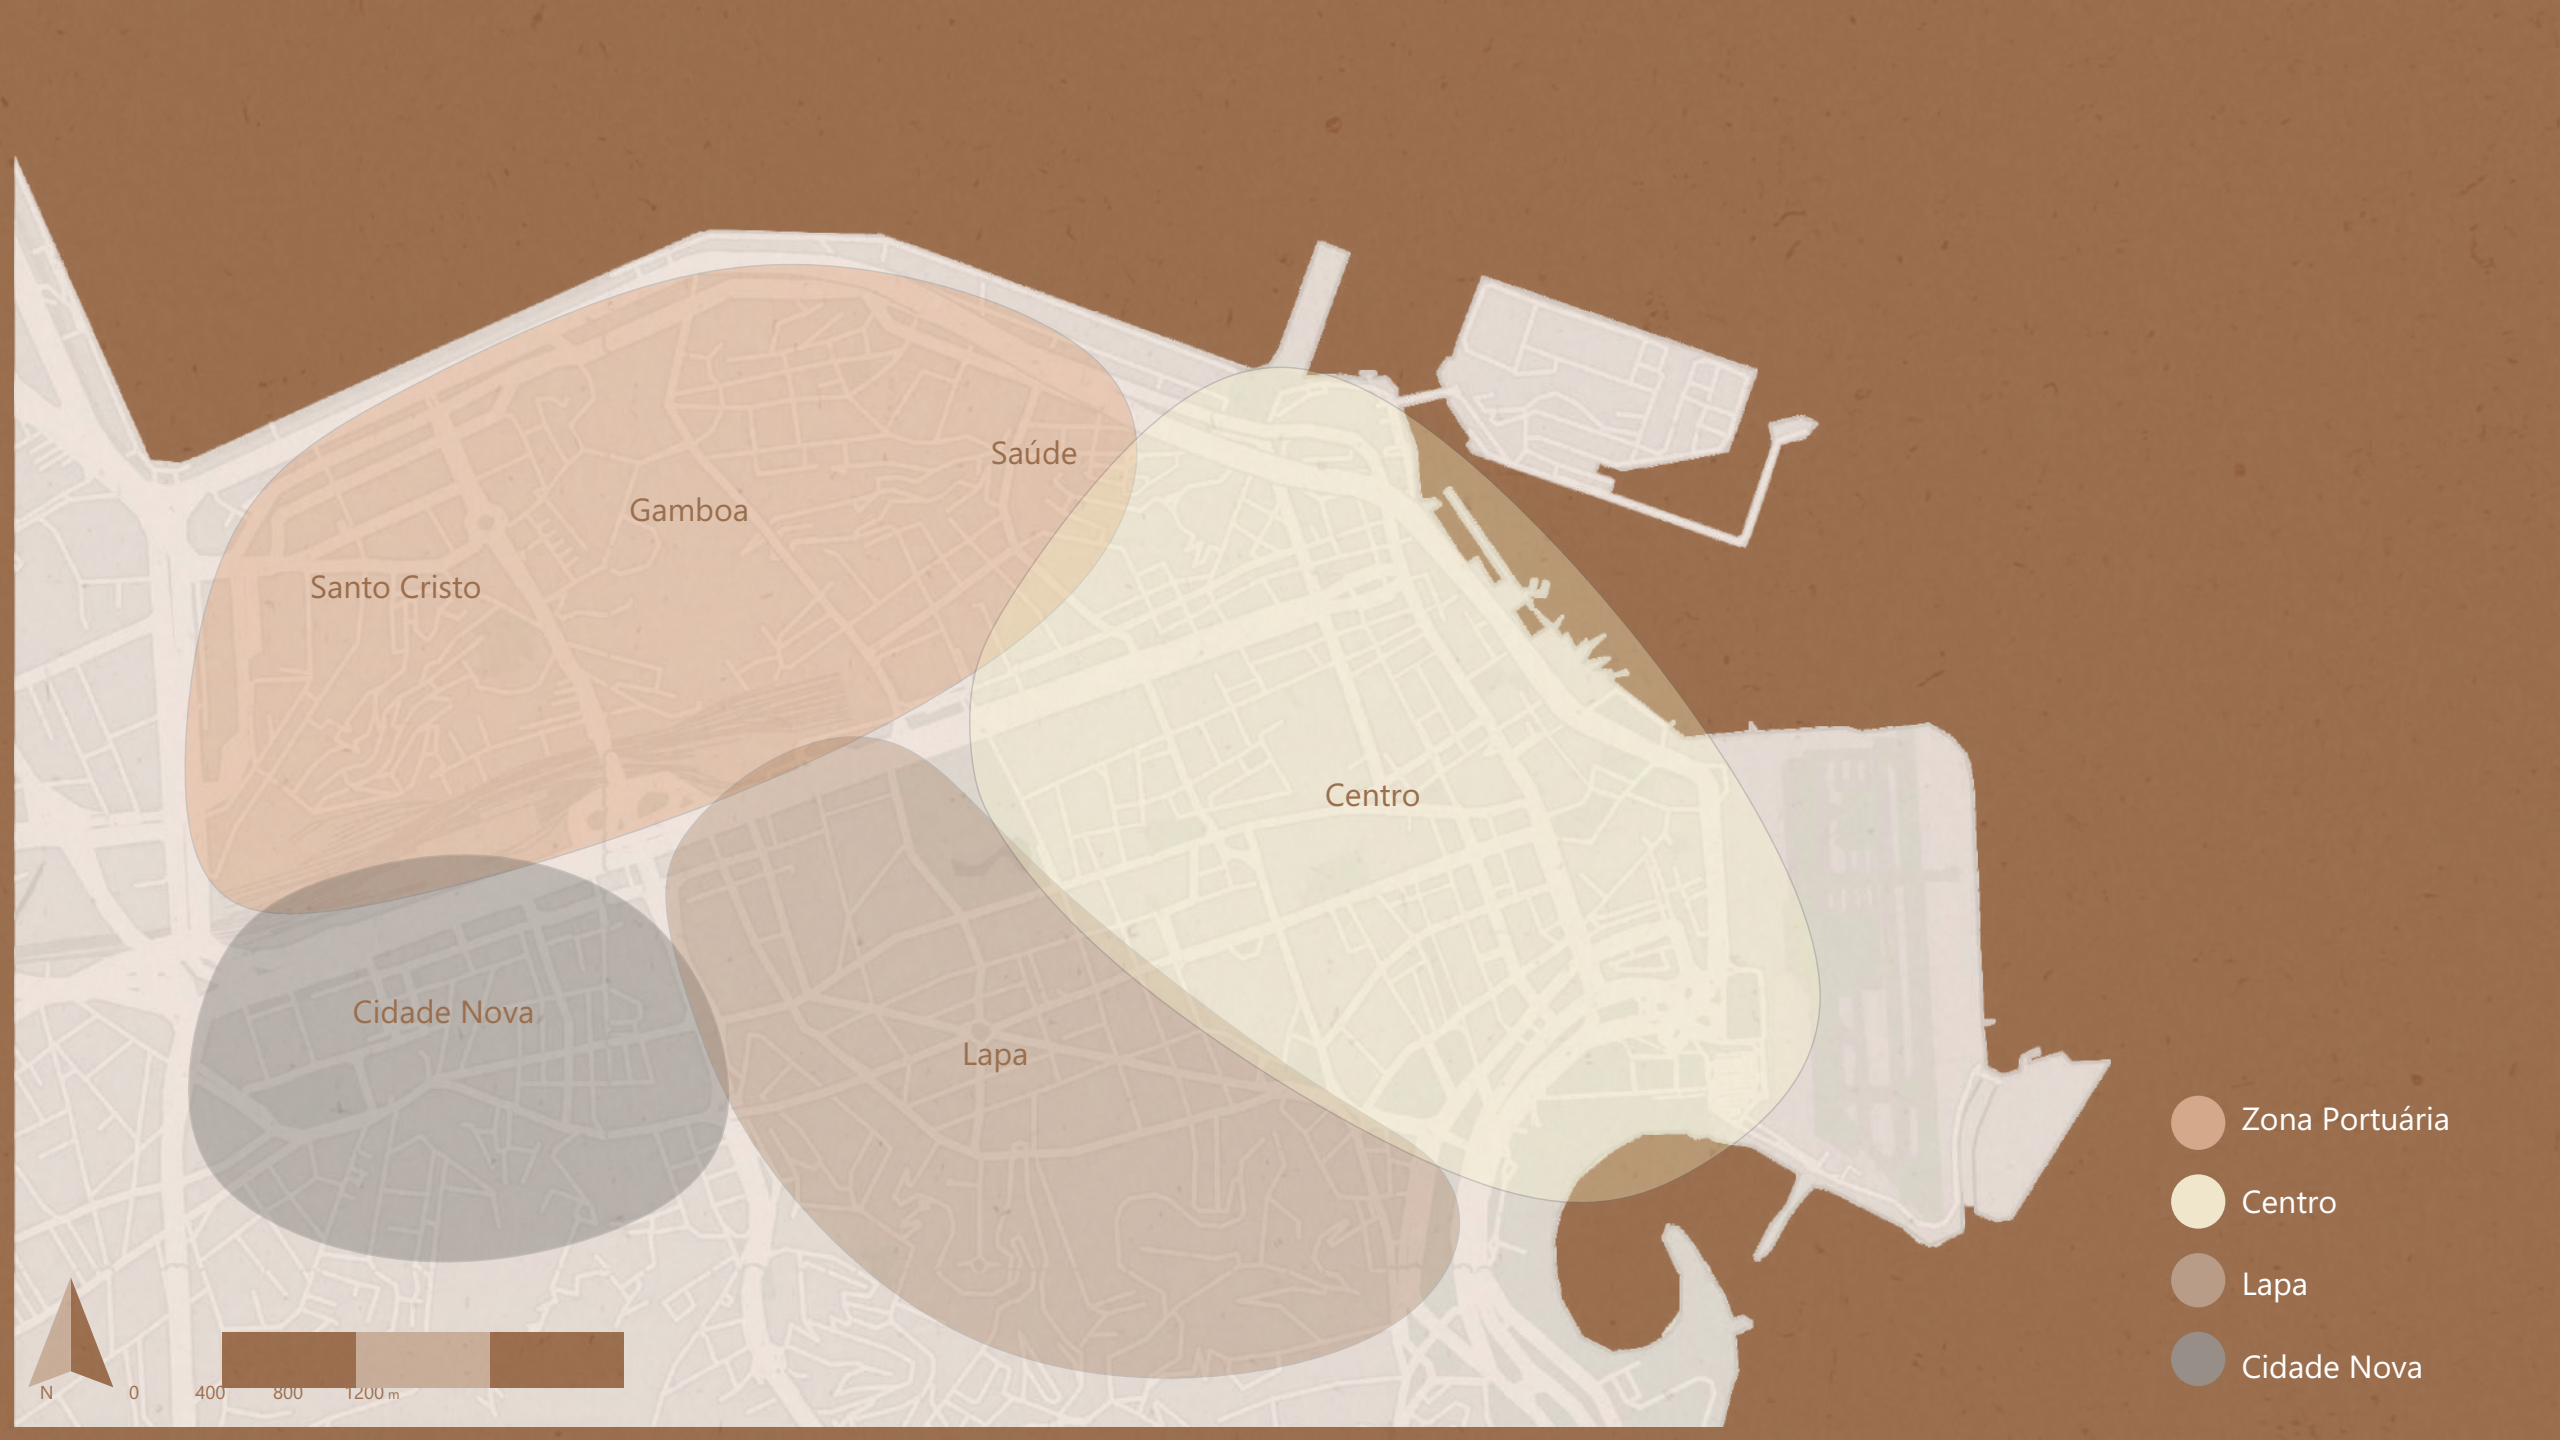 Saúde
Gamboa
Santo Cristo
Centro
Cidade Nova
Lapa
Zona Portuária
Centro
Lapa
Cidade Nova
N 0 400 800 1200 m